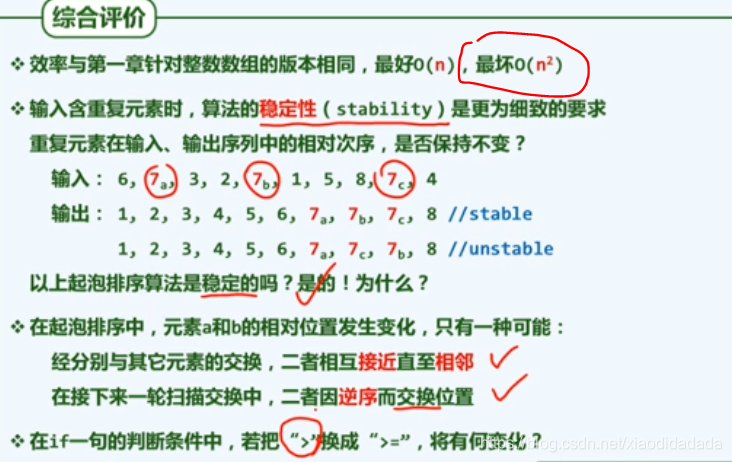 综合评价
❖ 效率与第一章针对整数数组的版本相同，最好O(n)，最坏O(n²)
❖ 输入含重复元素时，算法的稳定性（stability）是更为细致的要求
重复元素在输入、输出序列中的相对次序，是否保持不变？
输入： 6, 7a, 3, 2, 7b, 1, 5, 8, 7c, 4
输出： 1, 2, 3, 4, 5, 6, 7a, 7b, 7c, 8 //stable
1, 2, 3, 4, 5, 6, 7a, 7c, 7b, 8 //unstable
以上起泡排序算法是稳定的吗？是的！为什么？
❖ 在起泡排序中，元素a和b的相对位置发生变化，只有一种可能：
经分别与其它元素的交换，二者相互接近直至相邻
在接下来一轮扫描交换中，二者因逆序而交换位置
❖ 在if一句的判断条件中，若把“>”换成“>=”，将有何变化？
https://blog.csdn.net/xiaodidadada